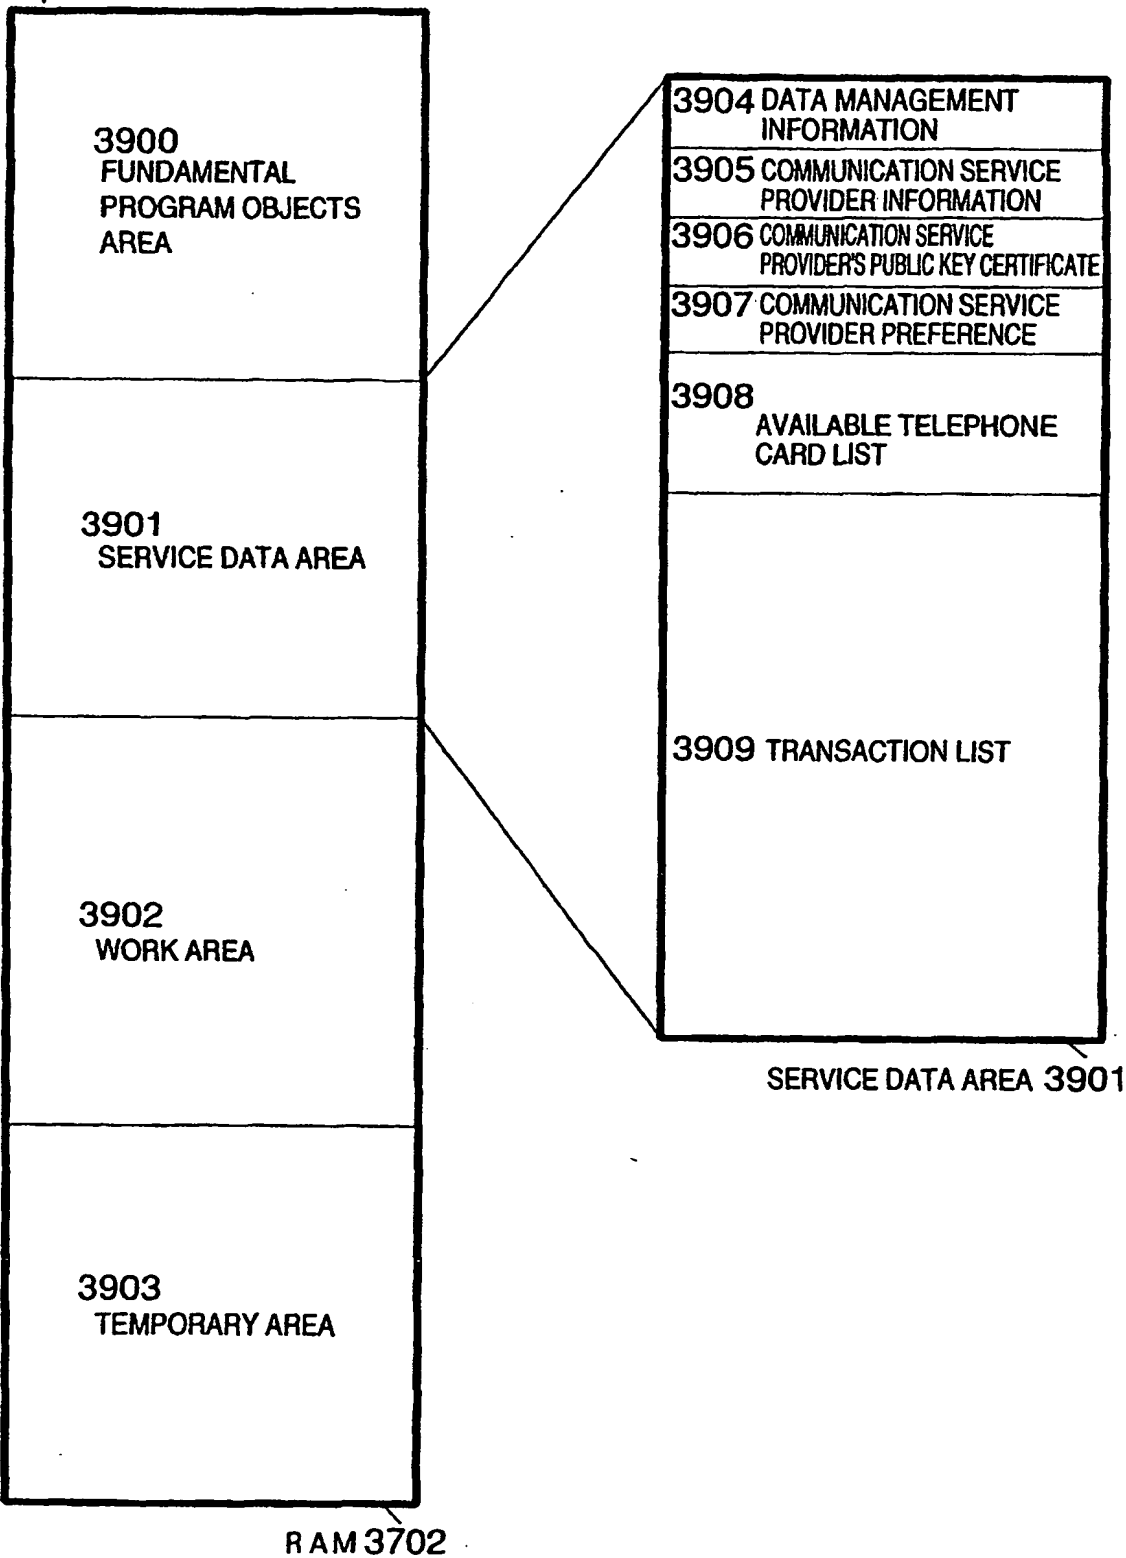 3900
FUNDAMENTAL
PROGRAM OBJECTS
AREA
3901
SERVICE DATA AREA
3902
WORK AREA
3903
TEMPORARY AREA
RAM 3702
3904 DATA MANAGEMENT
INFORMATION
3905 COMMUNICATION SERVICE
PROVIDER INFORMATION
3906 COMMUNICATION SERVICE
PROVIDER'S PUBLIC KEY CERTIFICATE
3907 COMMUNICATION SERVICE
PROVIDER PREFERENCE
3908
AVAILABLE TELEPHONE
CARD LIST
3909 TRANSACTION LIST
SERVICE DATA AREA 3901